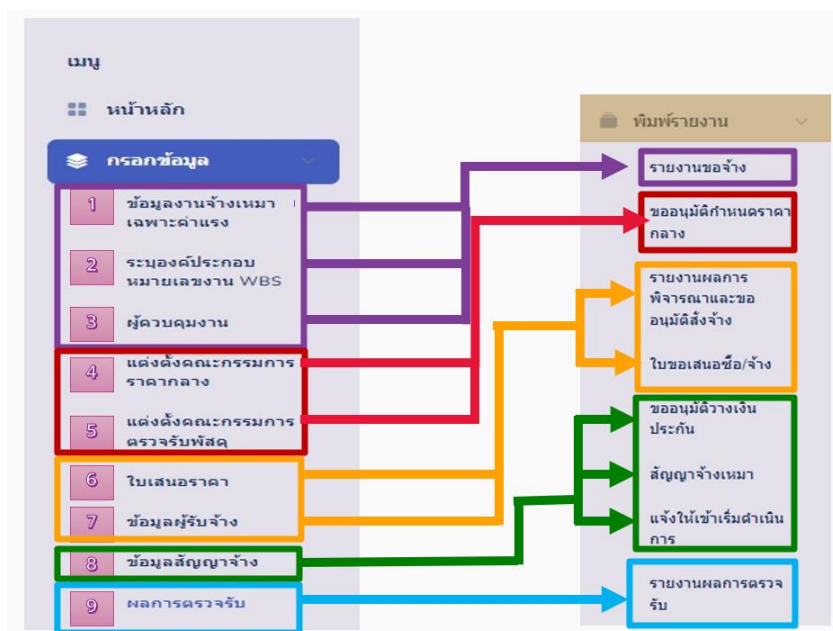 เมนู
หน้าหลัก
กรอกข้อมูล
1 ข้อมูลงานจ้างเหมา
เฉพาะค่าแรง
2 ระบุองค์ประกอบ
หมายเลขงาน WBS
3 ผู้ควบคุมงาน
4 แต่งตั้งคณะกรรมการ
ราคากลาง
5 แต่งตั้งคณะกรรมการ
ตรวจรับพัสดุ
6 ใบเสนอราคา
7 ข้อมูลผู้รับจ้าง
8 ข้อมูลสัญญาจ้าง
9 ผลการตรวจรับ
พิมพ์รายงาน
รายงานขอจ้าง
ขออนุมัติกำหนดราคา
กลาง
รายงานผลการ
พิจารณาและขอ
อนุมัติสั่งจ้าง
ใบขอเสนอซื้อ/จ้าง
ขออนุมัติวางเงิน
ประกัน
สัญญาจ้างเหมา
แจ้งให้เข้าเริ่มดำเนิน
การ
รายงานผลการตรวจ
รับ